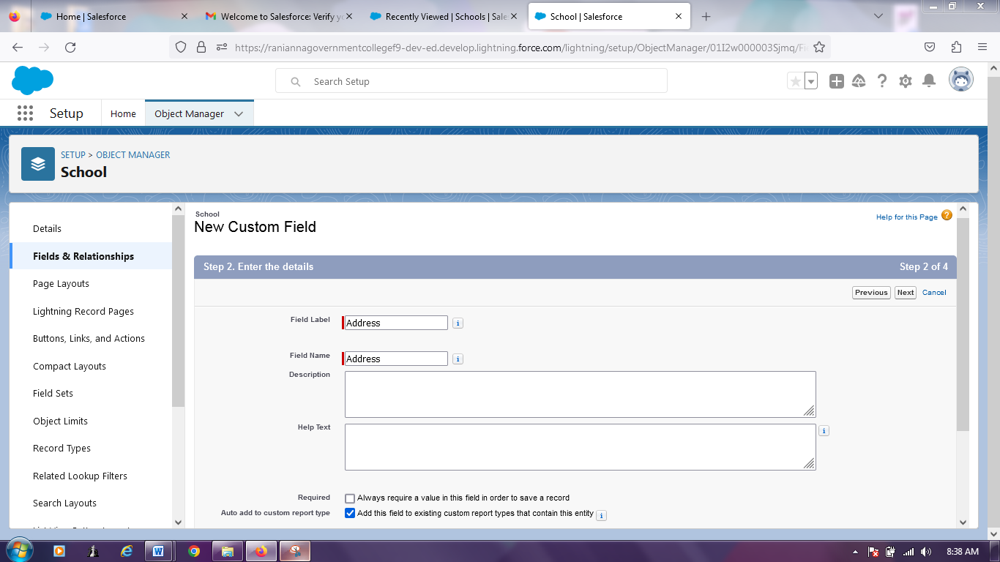 Home | Salesforce
Welcome to Salesforce: Verify yo
Recently Viewed | Schools | Sale
School | Salesforce
https://raniannagovernmentcollegef9-dev-ed.develop.lightning.force.com/lightning/setup/ObjectManager/01I2w000003Sjmq/Fi
Search Setup
Setup
Home
Object Manager
SETUP > OBJECT MANAGER
School
Details
Fields & Relationships
Page Layouts
Lightning Record Pages
Buttons, Links, and Actions
Compact Layouts
Field Sets
Object Limits
Record Types
Related Lookup Filters
Search Layouts
School
New Custom Field
Help for this Page
Step 2. Enter the details
Step 2 of 4
Previous
Next
Cancel
Field Label
Address
Field Name
Address
Description
Help Text
Required
Always require a value in this field in order to save a record
Auto add to custom report type
Add this field to existing custom report types that contain this entity
8:38 AM